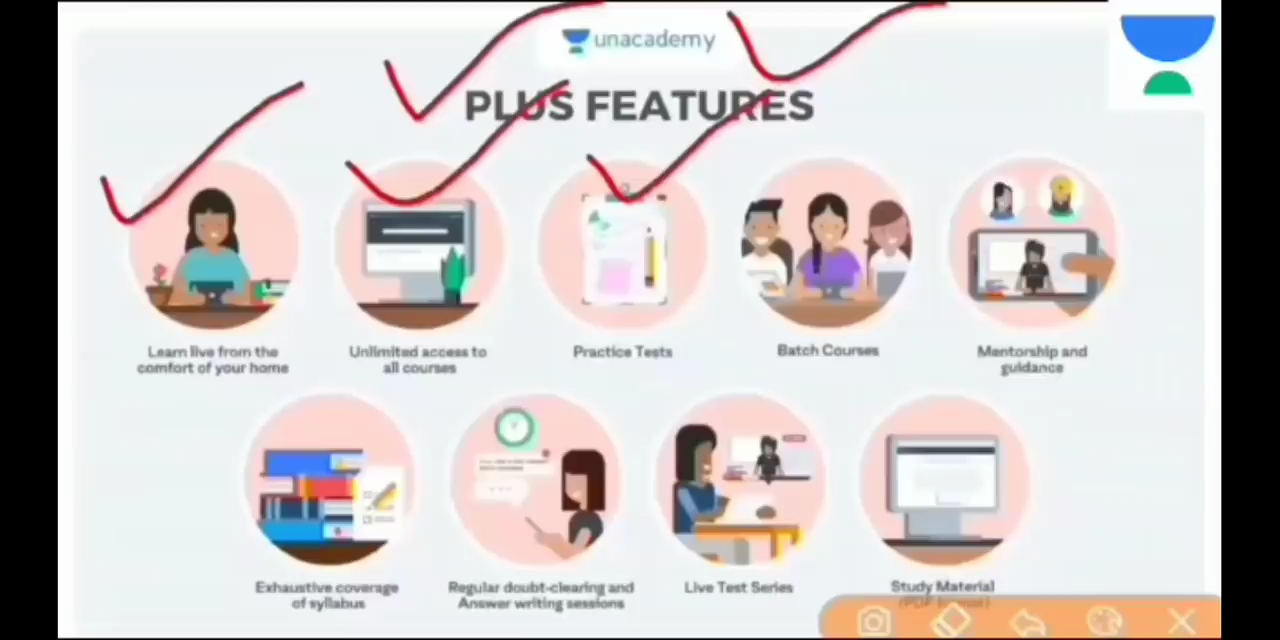 unacademy
PLUS FEATURES
Learn live from the
comfort of your home
Unlimited access to
all courses
Practice Tests
Batch Courses
Mentorship and
guidance
Exhaustive coverage
of syllabus
Regular doubt-clearing and
Answer writing sessions
Live Test Series
Study Material
(PDF format)